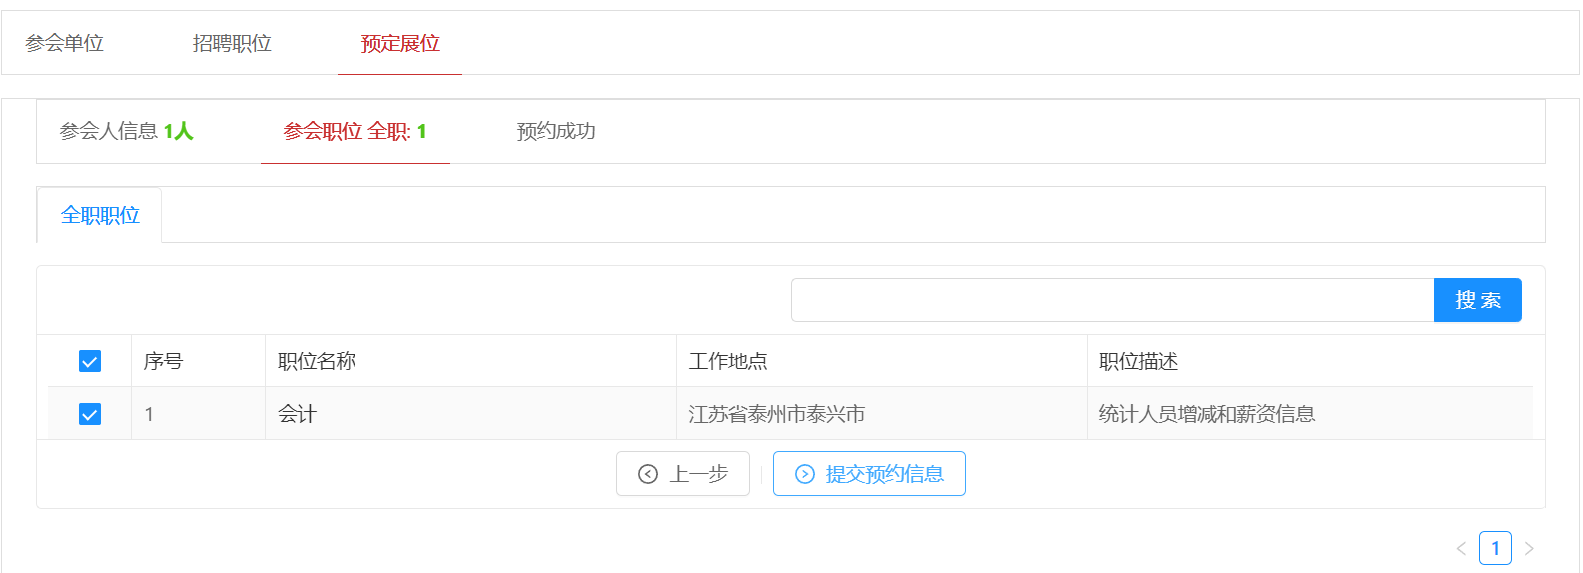 参会单位 招聘职位 预定展位
参会人信息 1人 参会职位 全职: 1 预约成功
全职职位
搜 索
序号 职位名称 工作地点 职位描述
1 会计 江苏省泰州市泰兴市 统计人员增减和薪资信息
上一步 提交预约信息
1